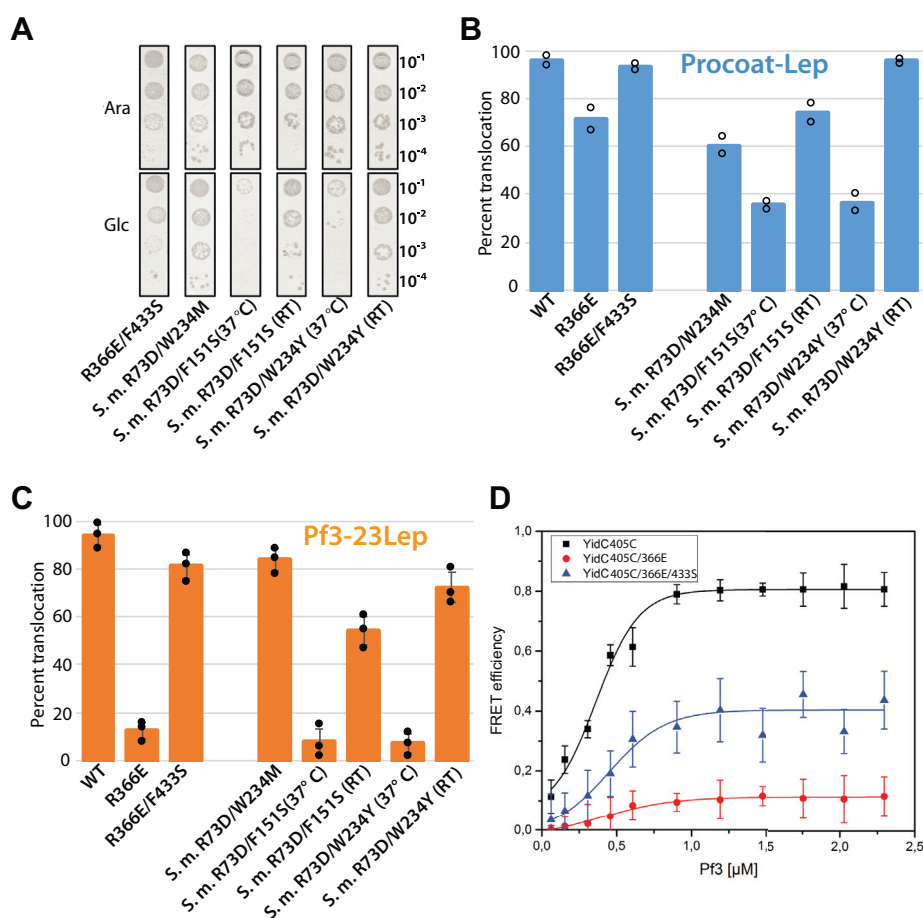 A
Ara
10-1
10-2
10-3
10-4
Glc
10-1
10-2
10-3
10-4
R366E/F433S
S. m. R73D/W234M
S. m. R73D/F151S(37°C)
S. m. R73D/F151S (RT)
S. m. R73D/W234Y (37°C)
S. m. R73D/W234Y (RT)
B
Procoat-Lep
Percent translocation
100
80
60
40
20
0
WT
R366E
R366E/F433S
S. m. R73D/W234M
S. m. R73D/F151S(37°C)
S. m. R73D/F151S (RT)
S. m. R73D/W234Y (37°C)
S. m. R73D/W234Y (RT)
C
Pf3-23Lep
Percent translocation
100
80
60
40
20
0
WT
R366E
R366E/F433S
S. m. R73D/W234M
S. m. R73D/F151S(37°C)
S. m. R73D/F151S (RT)
S. m. R73D/W234Y (37°C)
S. m. R73D/W234Y (RT)
D
YidC405C
YidC405C/366E
YidC405C/366E/433S
FRET efficiency
1,0
0,8
0,6
0,4
0,2
0,0
0,0
0,5
1,0
1,5
2,0
2,5
Pf3 [µM]